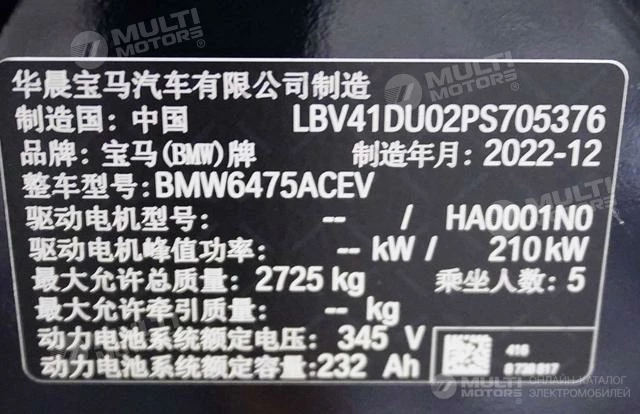 MULTI MOTORS
MULTI MOTORS
华晨宝马汽车有限公司制造
制造国: 中国 LBV41DU02PS705376
品牌: 宝马(BMW)牌 制造年月: 2022-12
整车型号: BMW6475ACEV
驱动电机型号: -- / HA0001N0
驱动电机峰值功率: -- kW / 210 kW
最大允许总质量: 2725 kg 乘坐人数: 5
最大允许牵引质量: -- kg
动力电池系统额定电压: 345 V
动力电池系统额定容量: 232 Ah
416
MULTI MOTORS
ОНЛАЙН-КАТАЛОГ
ЭЛЕКТРОМОБИЛЕЙ